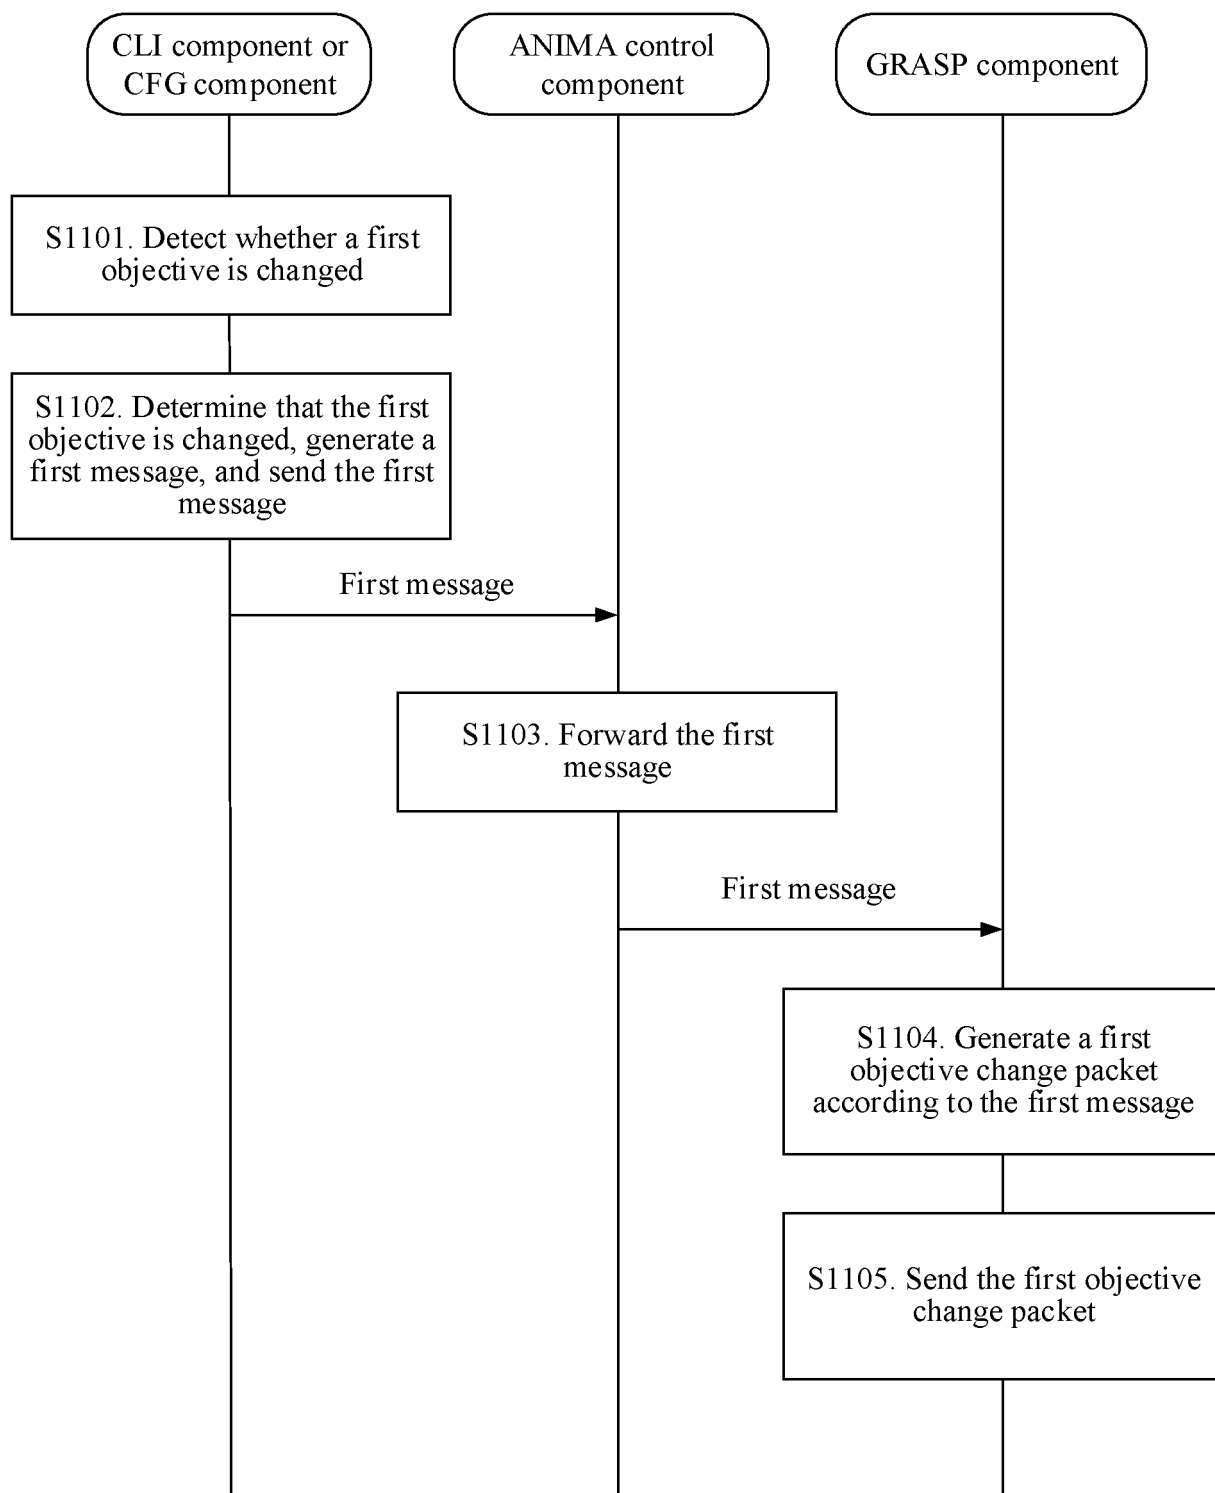 CLI component or
CFG component
ANIMA control
component
GRASP component
S1101. Detect whether a first
objective is changed
S1102. Determine that the first
objective is changed, generate a
first message, and send the first
message
First message
S1103. Forward the first
message
First message
S1104. Generate a first
objective change packet
according to the first message
S1105. Send the first objective
change packet